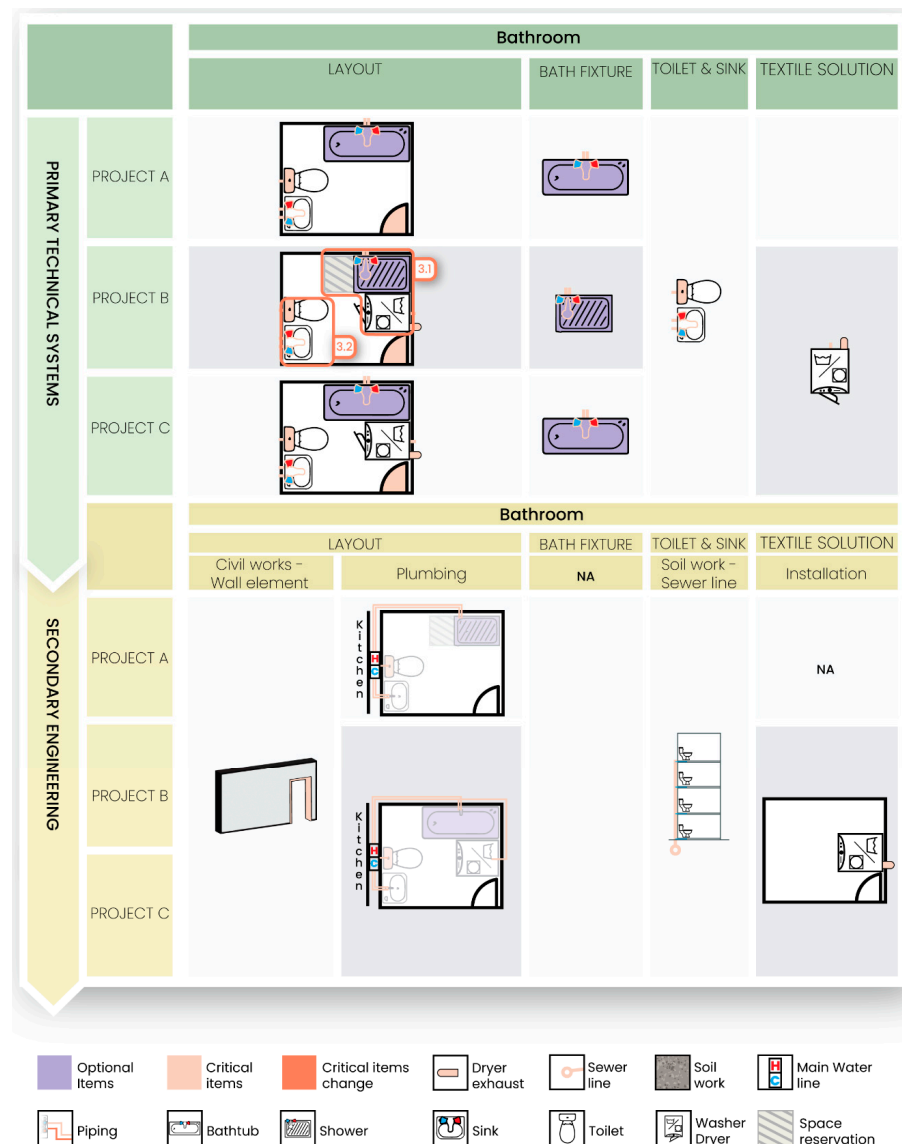 Bathroom
LAYOUT
BATH FIXTURE
TOILET & SINK
TEXTILE SOLUTION
PRIMARY TECHNICAL SYSTEMS
PROJECT A
PROJECT B
3.1
3.2
PROJECT C
Bathroom
LAYOUT
BATH FIXTURE
TOILET & SINK
TEXTILE SOLUTION
Civil works -
Wall element
Plumbing
NA
Soil work -
Sewer line
Installation
SECONDARY ENGINEERING
PROJECT A
Kitchen
H
C
NA
PROJECT B
Kitchen
H
C
PROJECT C
Optional
Items
Critical
items
Critical items
change
Dryer
exhaust
Sewer
line
Soil
work
H
C
Main Water
line
Piping
Bathtub
Shower
Sink
Toilet
Washer
Dryer
Space
reservation